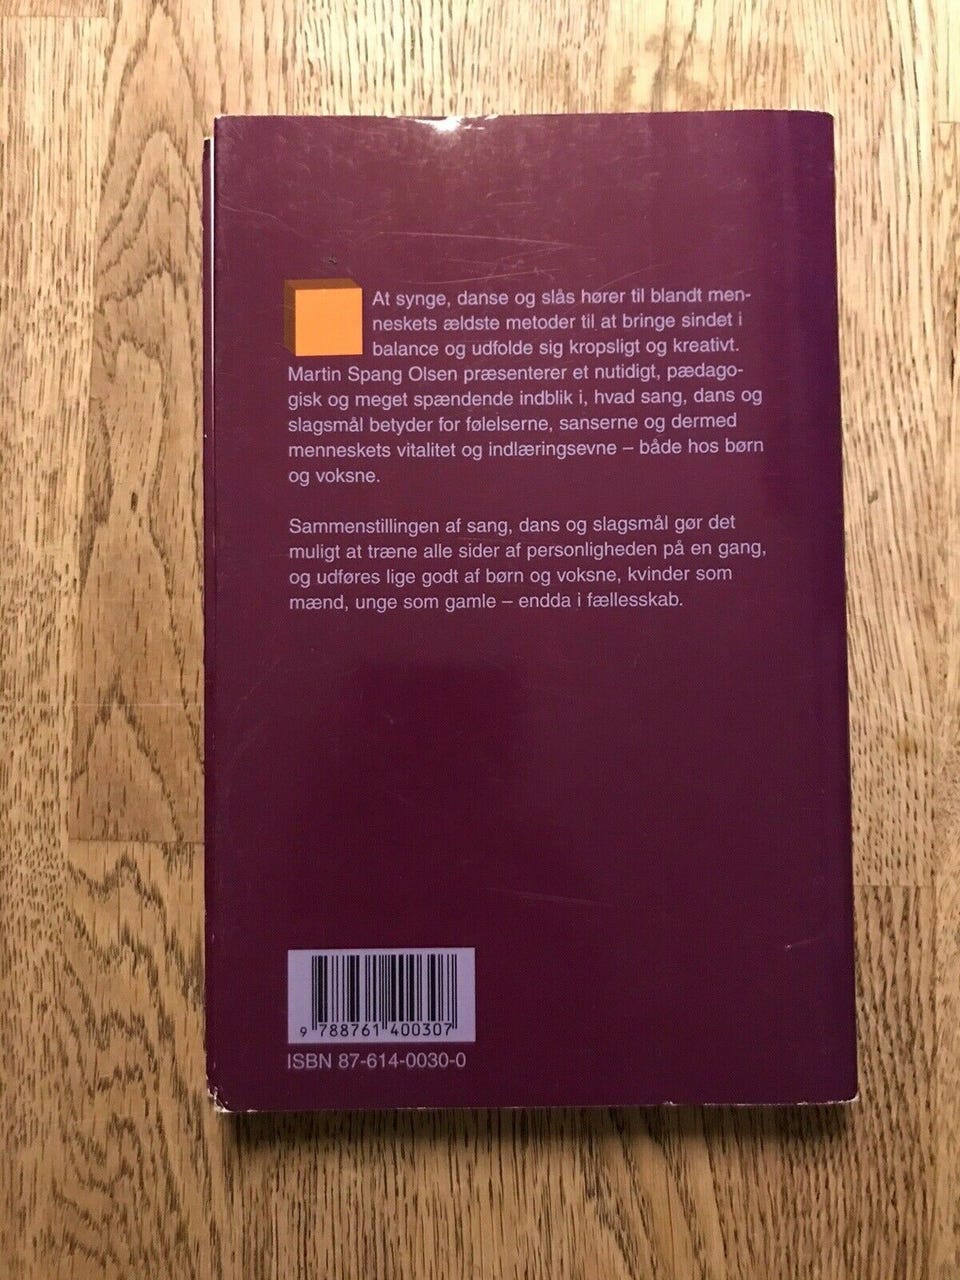 At synge, danse og slås hører til blandt men-
neskets ældste metoder til at bringe sindet i
balance og udfolde sig kropsligt og kreativt.
Martin Spang Olsen præsenterer et nutidigt, pædago-
gisk og meget spændende indblik i, hvad sang, dans og
slagsmål betyder for følelserne, sanserne og dermed
menneskets vitalitet og indlæringsevne – både hos børn
og voksne.
Sammenstillingen af sang, dans og slagsmål gør det
muligt at træne alle sider af personligheden på en gang,
og udføres lige godt af børn og voksne, kvinder som
mænd, unge som gamle – endda i fællesskab.
9 788761 400307
ISBN 87-614-0030-0